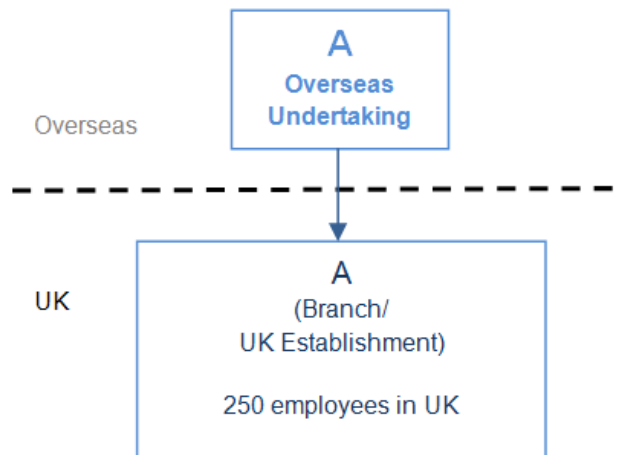 A
Overseas
Undertaking
Overseas
A
(Branch/
UK
UK Establishment)
250 employees in UK